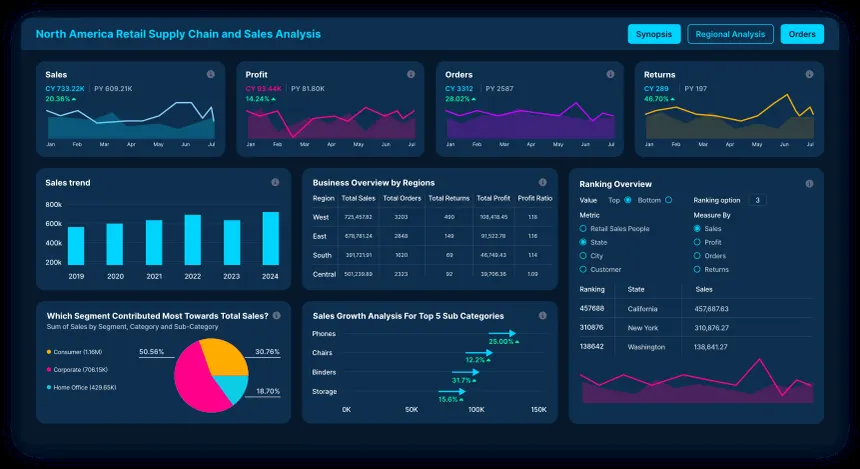 North America Retail Supply Chain and Sales Analysis
Synopsis Regional Analysis Orders
Sales
CY 733.22K PY 609.21K
20.36%
Jan Feb Mar Apr May Jun Jul
Profit
CY 93.44K PY 81.80K
14.24%
Jan Feb Mar Apr May Jun Jul
Orders
CY 3312 PY 2587
28.02%
Jan Feb Mar Apr May Jun Jul
Returns
CY 289 PY 197
46.70%
Jan Feb Mar Apr May Jun Jul
Sales trend
800k
600k
400k
200k
2019 2020 2021 2022 2023 2024
Business Overview by Regions
Region Total Sales Total Orders Total Returns Total Profit Profit Ratio
West 725,457.82 3203 490 108,418.45 1.16
East 678,781.24 2848 149 91,522.78 1.16
South 391,721.91 1620 69 46,749.43 1.14
Central 501,239.89 2323 92 39,706.36 1.09
Ranking Overview
Value Top Bottom Ranking option 3
Metric Measure By
Retail Sales People Sales
State Profit
City Orders
Customer Returns
Ranking State Sales
457688 California 457,687.63
310876 New York 310,876.27
138642 Washington 138,641.27
Which Segment Contributed Most Towards Total Sales?
Sum of Sales by Segment, Category and Sub-Category
Consumer (1.16M)
Corporate (706.15K)
Home Office (429.65K)
50.56% 30.76%
18.70%
Sales Growth Analysis For Top 5 Sub Categories
Phones
25.00%
Chairs
12.2%
Binders
31.7%
Storage
15.6%
0K 50K 100K 150K